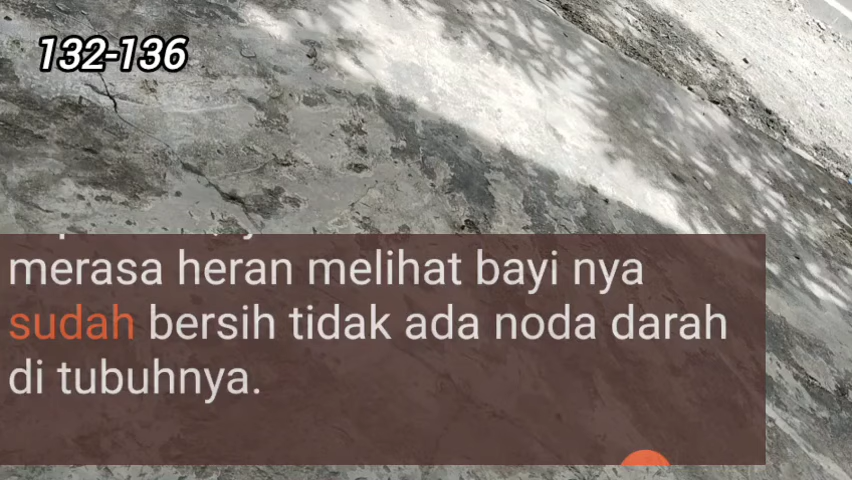 132-136
merasa heran melihat bayi nya
sudah bersih tidak ada noda darah
di tubuhnya.